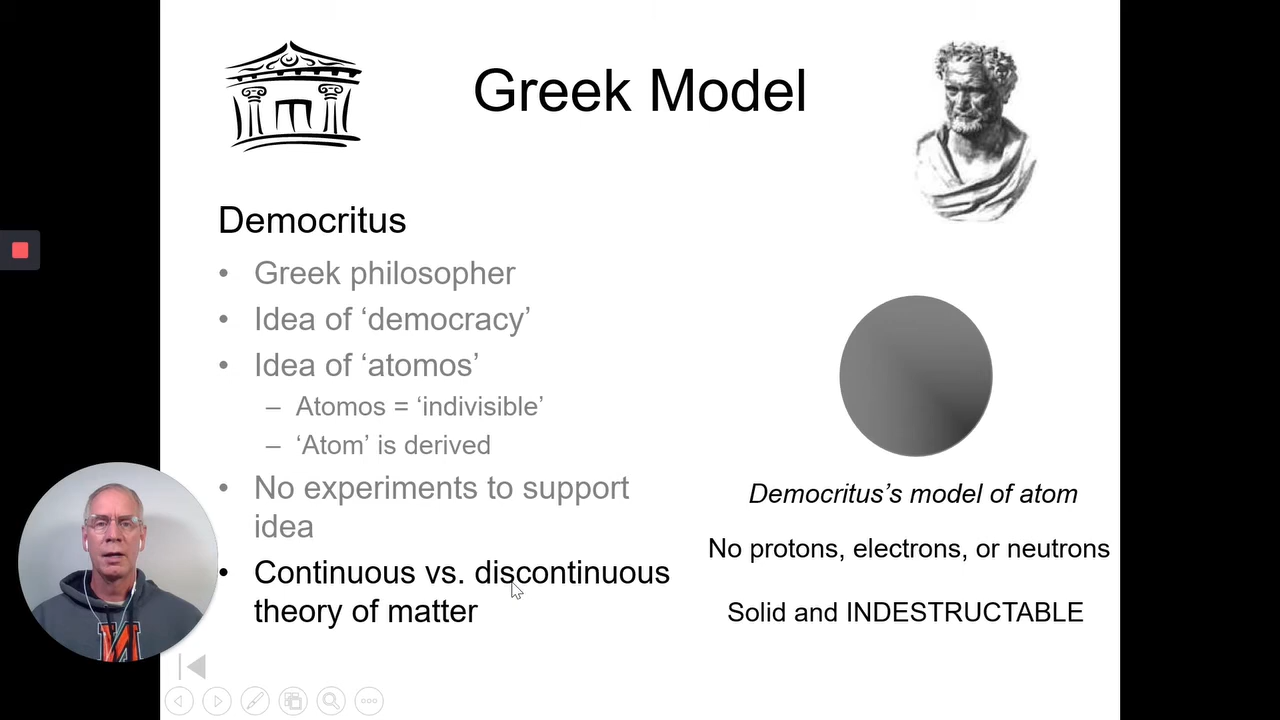 Greek Model
Democritus
• Greek philosopher
• Idea of ‘democracy’
• Idea of ‘atomos’
– Atomos = ‘indivisible’
– ‘Atom’ is derived
• No experiments to support
idea
• Continuous vs. discontinuous
theory of matter
Democritus’s model of atom
No protons, electrons, or neutrons
Solid and INDESTRUCTABLE